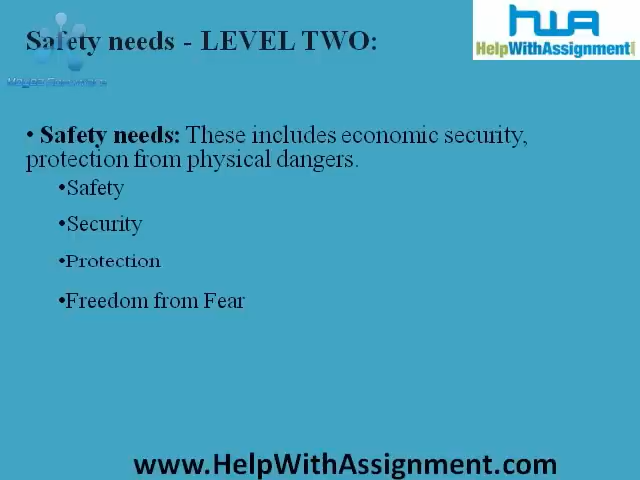 Safety needs - LEVEL TWO:
hwa
HelpWithAssignment
• Safety needs: These includes economic security,
protection from physical dangers.
•Safety
•Security
•Protection
•Freedom from Fear
www.HelpWithAssignment.com